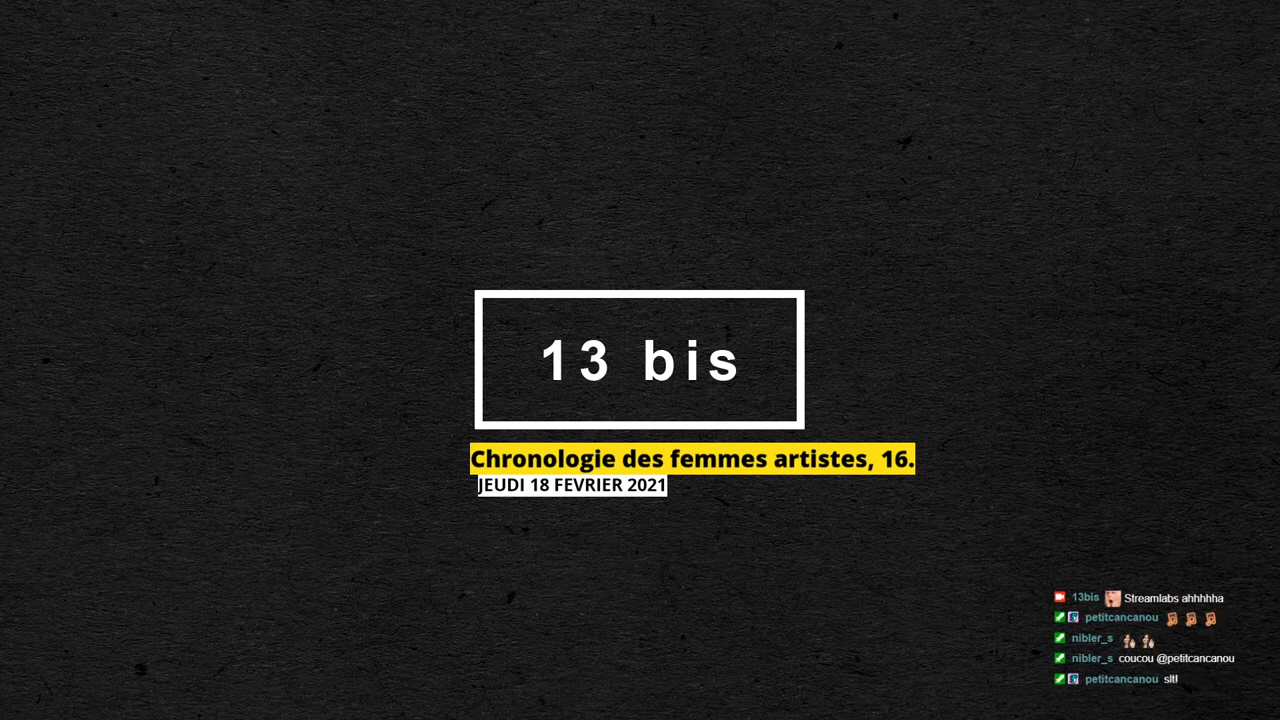 13 bis
Chronologie des femmes artistes, 16.
JEUDI 18 FEVRIER 2021
13bis Streamlabs ahhhhha
petitcancanou
nibler_s
nibler_s coucou @petitcancanou
petitcancanou slt!